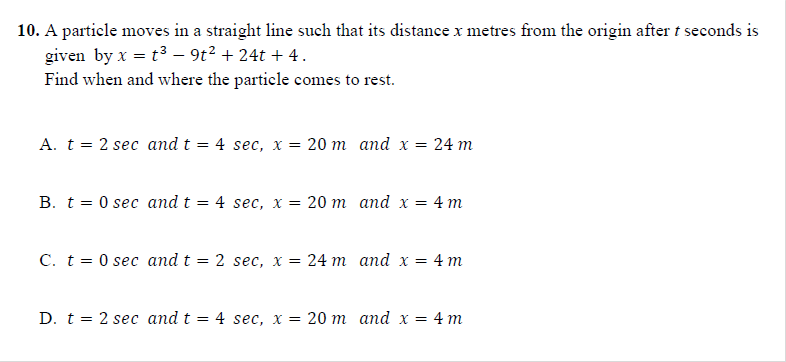 10. A particle moves in a straight line such that its distance x metres from the origin after t seconds is
given by x = t³ – 9t² + 24t + 4.
Find when and where the particle comes to rest.
A. t = 2 sec and t = 4 sec, x = 20 m and x = 24 m
B. t = 0 sec and t = 4 sec, x = 20 m and x = 4 m
C. t = 0 sec and t = 2 sec, x = 24 m and x = 4 m
D. t = 2 sec and t = 4 sec, x = 20 m and x = 4 m